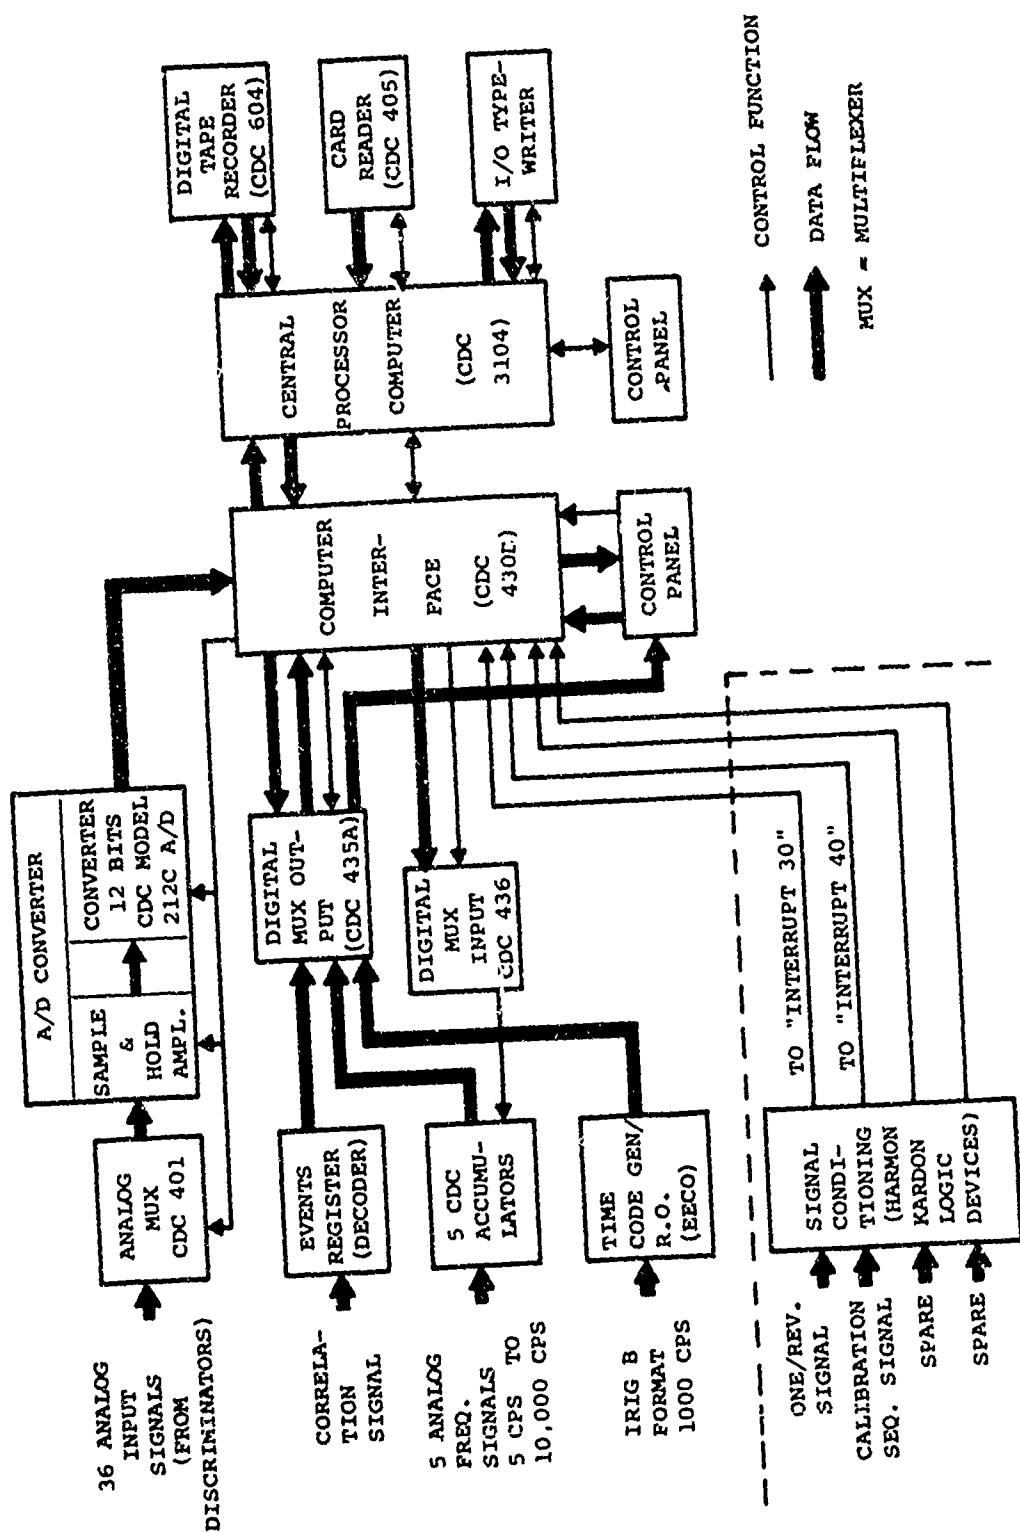 36 ANALOG
INPUT
SIGNALS
(FROM
DISCRIMINATORS)
ANALOG
MUX
CDC 401
A/D CONVERTER
SAMPLE
&
HOLD
AMPL.
CONVERTER
12 BITS
CDC MODEL
212C A/D
CORRELA-
TION
SIGNAL
EVENTS
REGISTER
(DECODER)
DIGITAL
MUX OUT-
PUT
(CDC 435A)
5 ANALOG
FREQ.
SIGNALS
5 CPS TO
10,000 CPS
5 CDC
ACCUMU-
LATORS
DIGITAL
MUX
INPUT
CDC 436
IRIG B
FORMAT
1000 CPS
TIME
CODE GEN/
R.O.
(EECO)
COMPUTER
INTER-
FACE
(CDC
430D)
CONTROL
PANEL
CENTRAL
PROCESSOR
COMPUTER
(CDC
3104)
CONTROL
PANEL
DIGITAL
TAPE
RECORDER
(CDC 604)
CARD
READER
(CDC 405)
I/O TYPE-
WRITER
ONE/REV.
SIGNAL
CALIBRATION
SEQ. SIGNAL
SPARE
SPARE
SIGNAL
CONDI-
TIONING
(HARMON
KARDON
LOGIC
DEVICES)
TO "INTERRUPT 30"
TO "INTERRUPT 40"
CONTROL FUNCTION
DATA FLOW
MUX = MULTIFLEXER